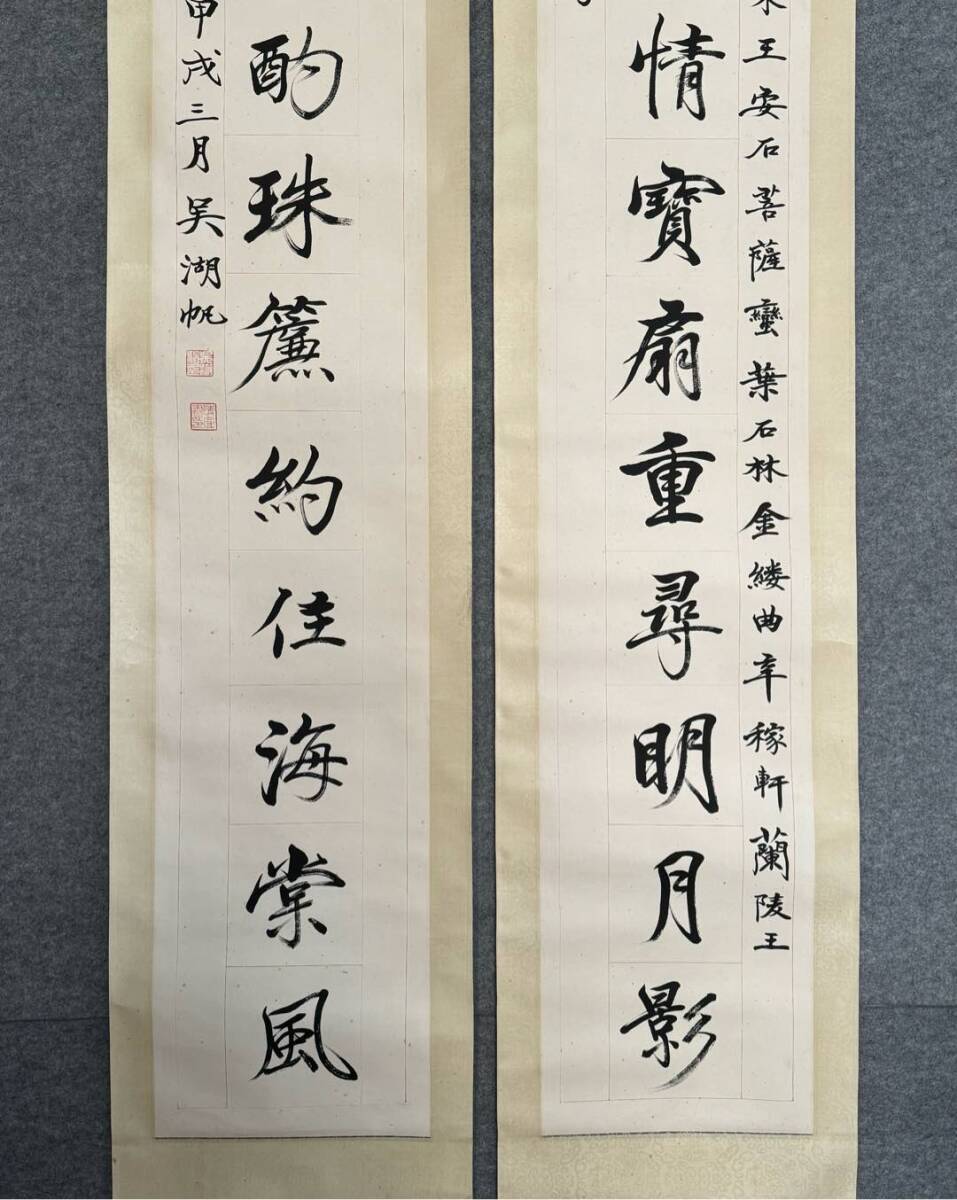 宋王安石菩薩蠻葉石林金縷曲辛稼軒蘭陵王
情寶扇重尋明月影
酌珠簾約住海棠風
甲戌三月吳湖帆